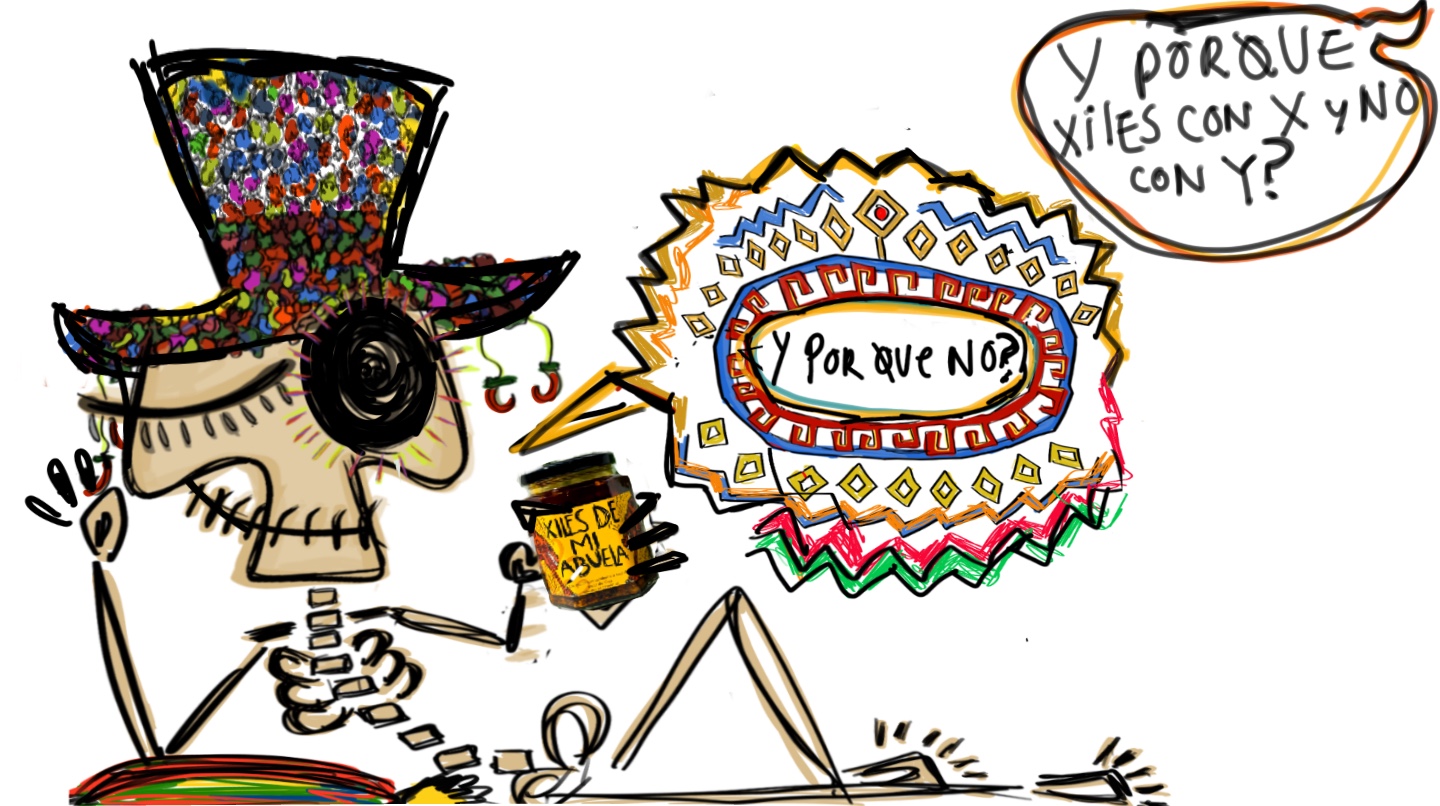 Y PORQUE
XILES CON X y NO
CON Y?
Y POR QUE NO?
XILES DE
MI
ABUELA